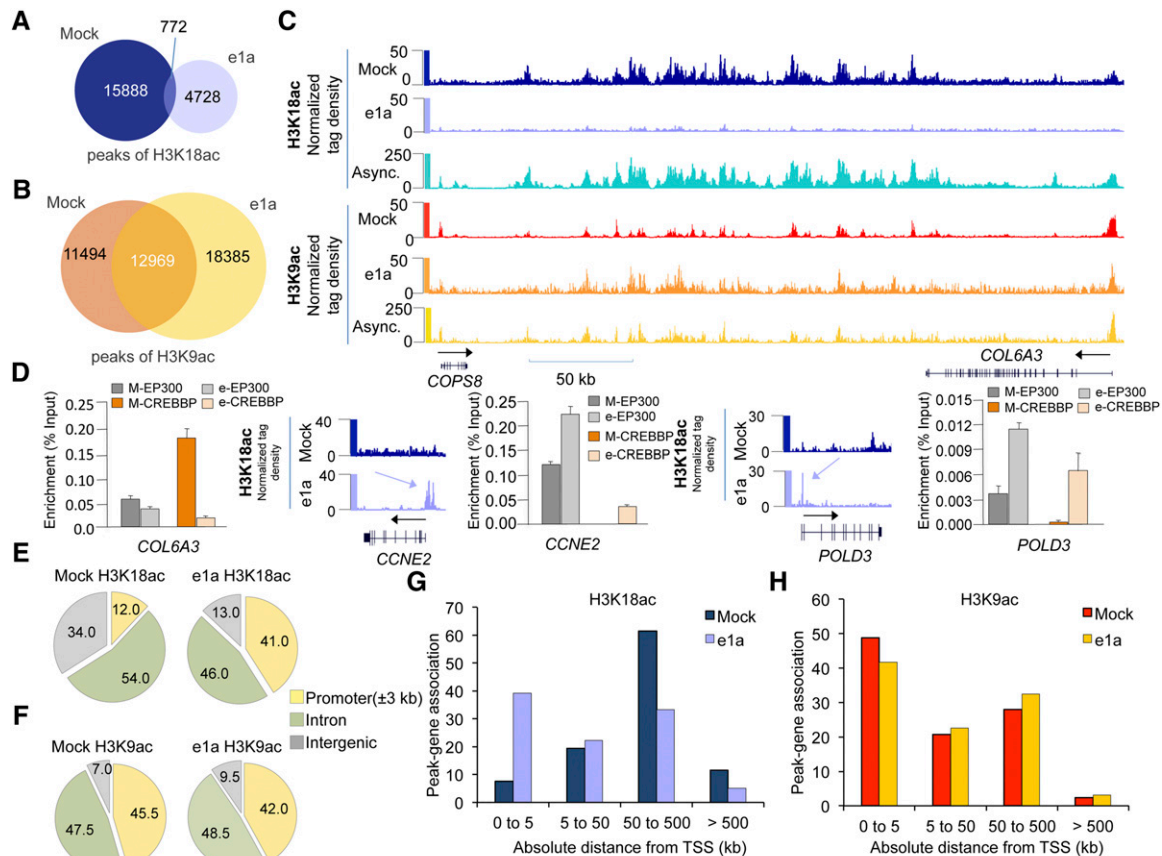 A
Mock
772
e1a
15888
4728
peaks of H3K18ac
B
Mock
e1a
11494
12969
18385
peaks of H3K9ac
C
H3K18ac
Normalized
tag density
Mock
50
0
e1a
50
0
Async.
250
0
H3K9ac
Normalized
tag density
Mock
50
0
e1a
50
0
Async.
250
0
COPS8
50 kb
COL6A3
D
Enrichment (% Input)
M-EP300
e-EP300
M-CREBBP
e-CREBBP
0.25
0.20
0.15
0.10
0.05
0.00
COL6A3
H3K18ac
Normalized tag
density
Mock
40
0
e1a
40
0
CCNE2
Enrichment (% Input)
M-EP300
e-EP300
M-CREBBP
e-CREBBP
0.25
0.20
0.15
0.10
0.05
0.00
CCNE2
H3K18ac
Normalized tag
density
Mock
30
0
e1a
30
0
POLD3
Enrichment (% Input)
M-EP300
e-EP300
M-CREBBP
e-CREBBP
0.015
0.012
0.009
0.006
0.003
0.000
POLD3
E
Mock H3K18ac
12.0
34.0
54.0
e1a H3K18ac
13.0
41.0
46.0
Promoter(±3 kb)
Intron
Intergenic
F
Mock H3K9ac
7.0
45.5
47.5
e1a H3K9ac
9.5
42.0
48.5
G
H3K18ac
Mock
e1a
Peak-gene association
70
60
50
40
30
20
10
0
0 to 5
5 to 50
50 to 500
> 500
Absolute distance from TSS (kb)
H
H3K9ac
Mock
e1a
Peak-gene association
60
50
40
30
20
10
0
0 to 5
5 to 50
50 to 500
> 500
Absolute distance from TSS (kb)